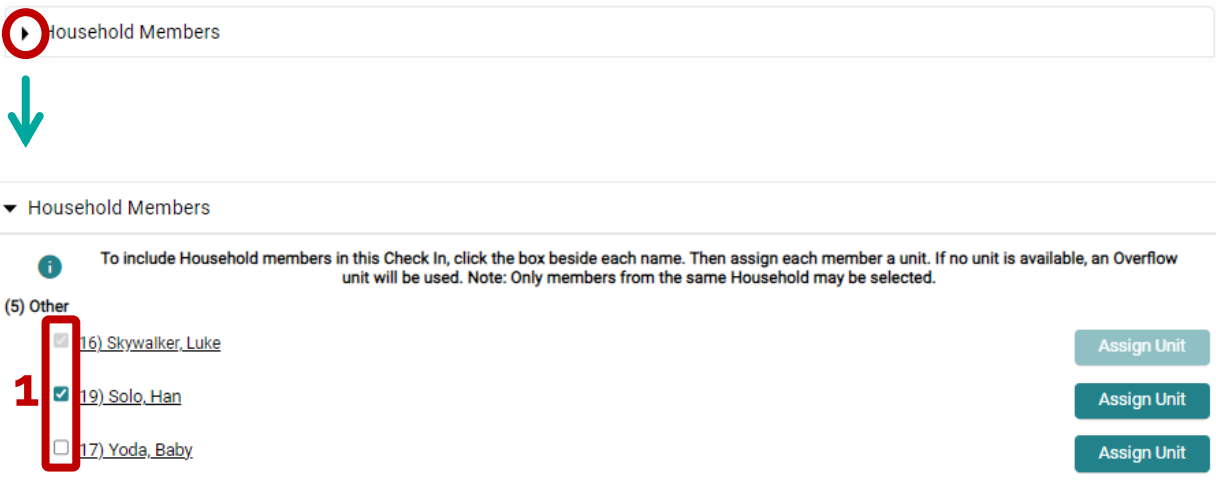 Household Members
Household Members
To include Household members in this Check In, click the box beside each name. Then assign each member a unit. If no unit is available, an Overflow
unit will be used. Note: Only members from the same Household may be selected.
(5) Other
16) Skywalker, Luke Assign Unit
1 19) Solo, Han Assign Unit
17) Yoda, Baby Assign Unit